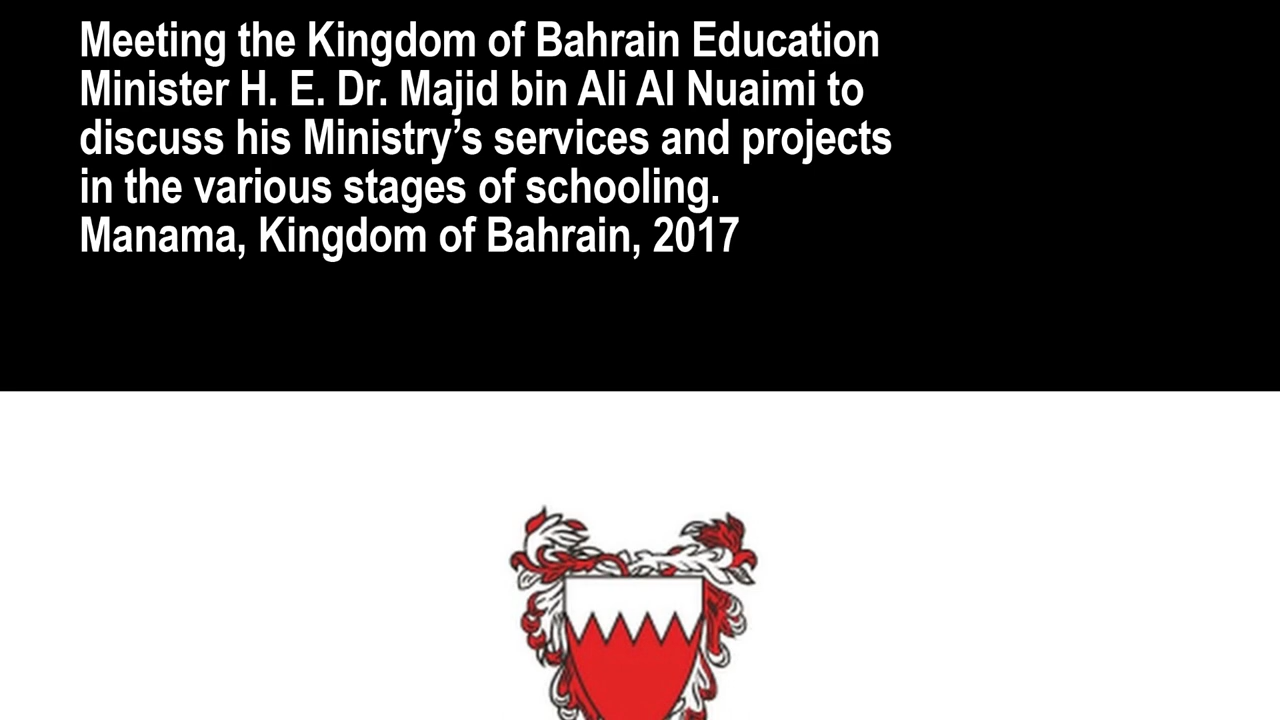 Meeting the Kingdom of Bahrain Education
Minister H. E. Dr. Majid bin Ali Al Nuaimi to
discuss his Ministry’s services and projects
in the various stages of schooling.
Manama, Kingdom of Bahrain, 2017